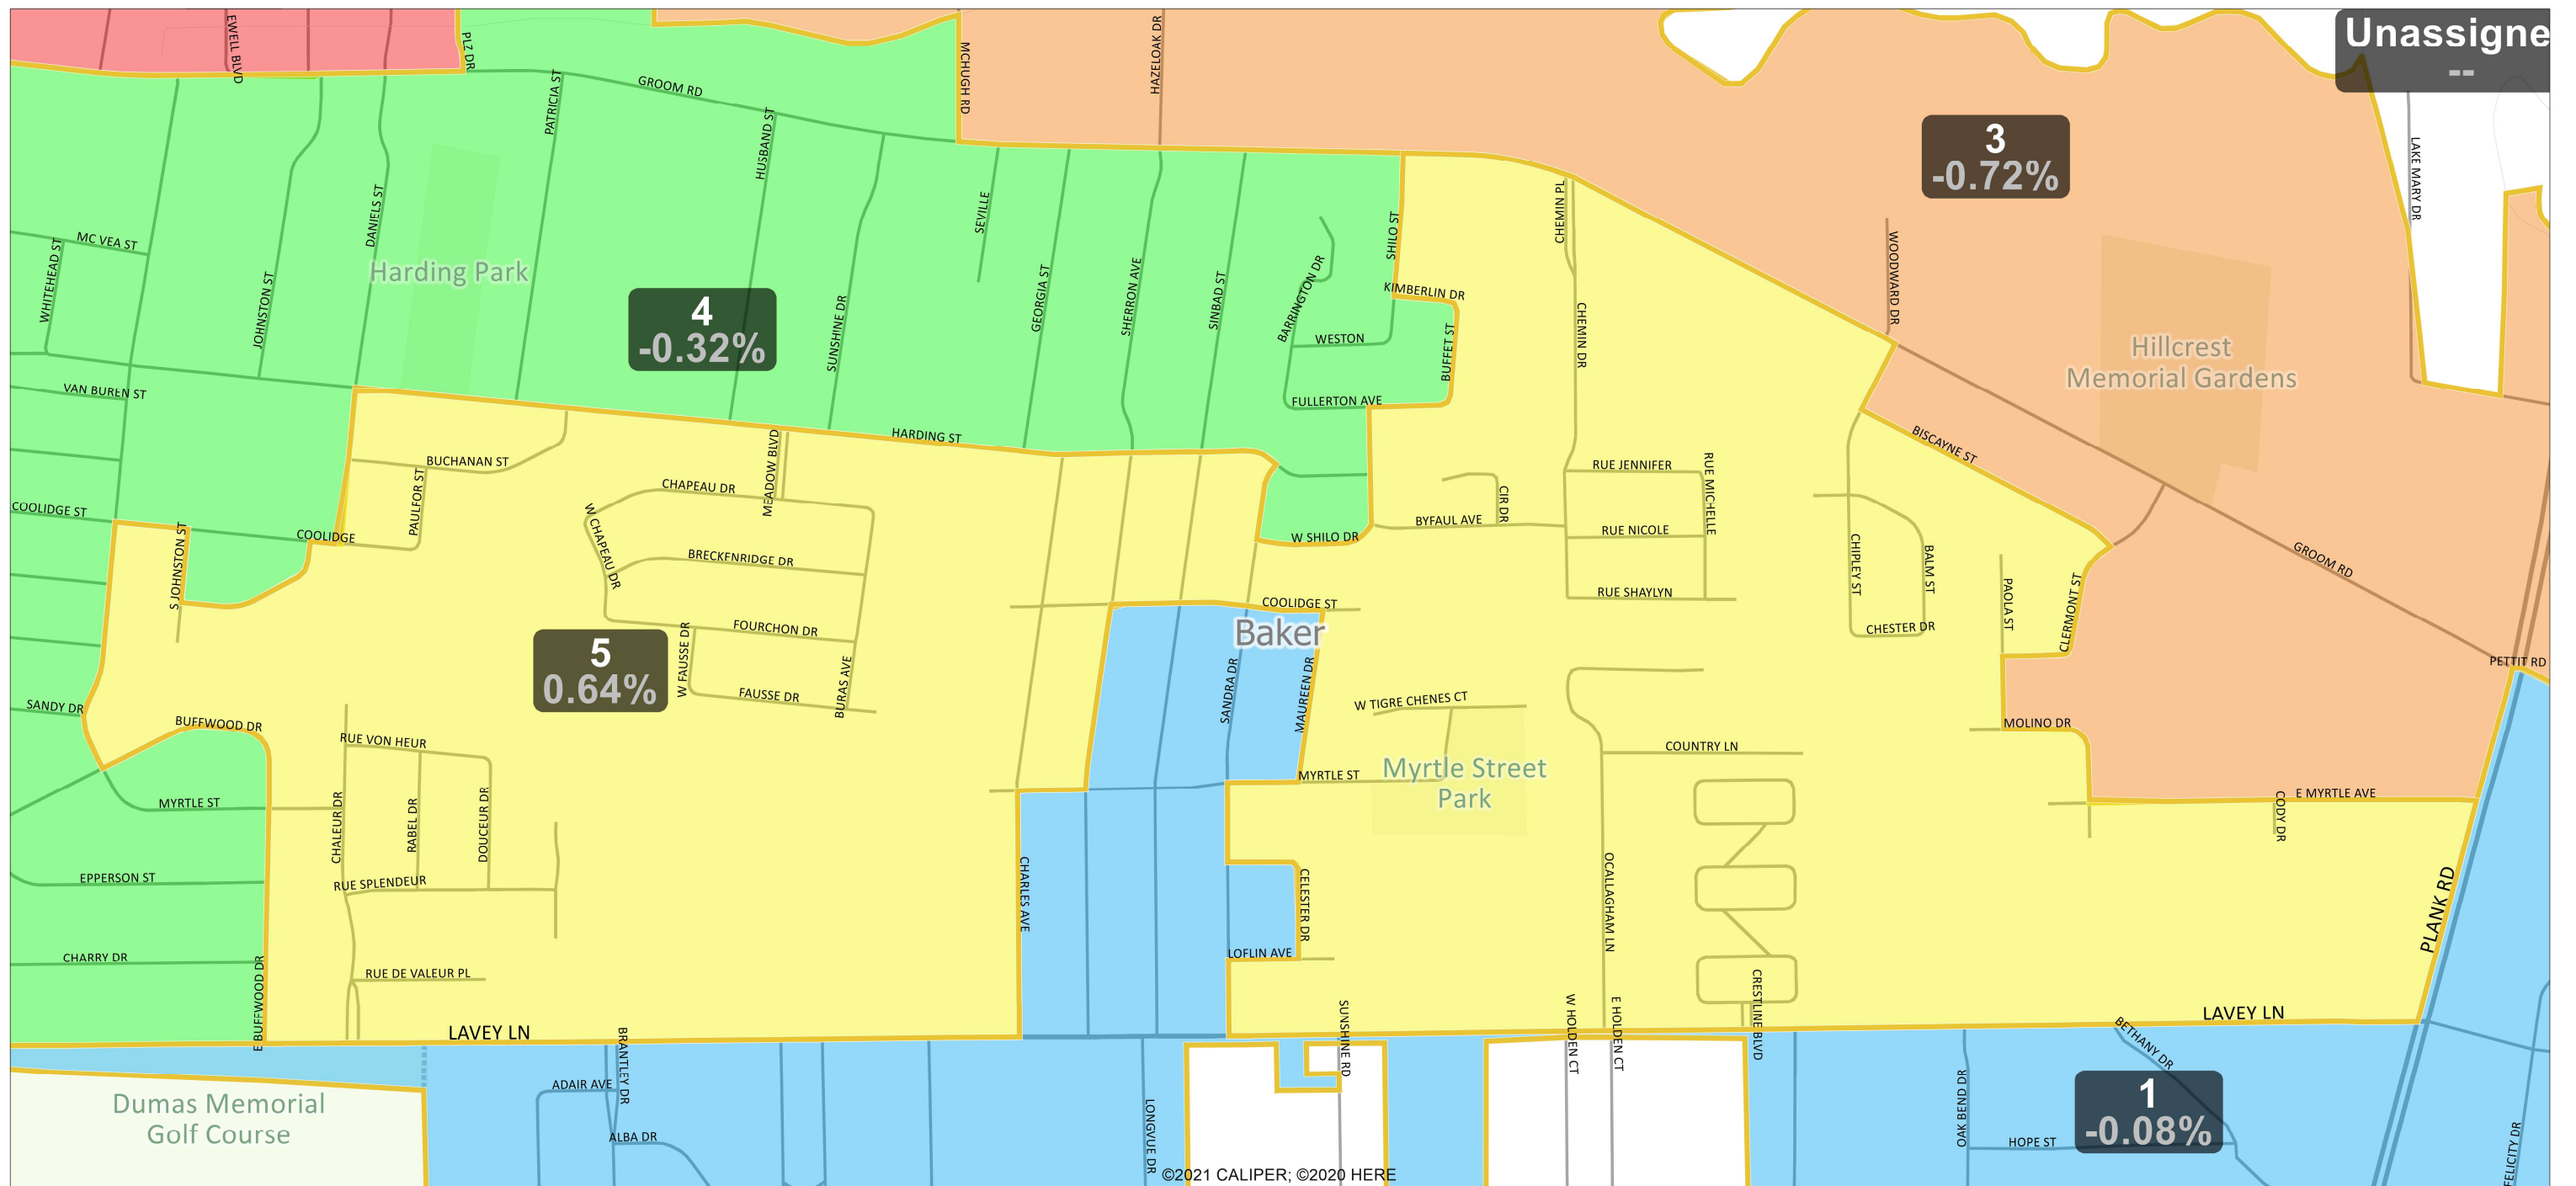 EWELL BLVD
PLZ DR
MCHUGH RD
HAZELOAK DR
Unassigne
--
PATRICIA ST
GROOM RD
HUSBAND ST
3
-0.72%
LAKE MARY DR
CHEMIN PL
SEVILLE
SHILO ST
DANIELS ST
MC VEA ST
WHITEHEAD ST
JOHNSTON ST
Harding Park
4
-0.32%
SUNSHINE DR
GEORGIA ST
SHERRON AVE
SINBAD ST
BARRINGTON DR
KIMBERLIN DR
WESTON
BUFFET ST
CHEMIN DR
WOODWARD DR
Hillcrest
Memorial Gardens
VAN BUREN ST
FULLERTON AVE
HARDING ST
BISCAYNE ST
BUCHANAN ST
PAULFOR ST
MEADOW BLVD
CHAPEAU DR
W CHAPEAU DR
RUE JENNIFER
RUE MICHELLE
CIR DR
BYFAUL AVE
RUE NICOLE
COOLIDGE ST
COOLIDGE
S JOHNSTON ST
W SHILO DR
BRECKENRIDGE DR
CHIPLEY ST
BALM ST
GROOM RD
RUE SHAYLYN
PAOLA ST
CLERMONT ST
COOLIDGE ST
Baker
FOURCHON DR
CHESTER DR
5
0.64%
W FAUSSE DR
FAUSSE DR
BURAS AVE
SANDRA DR
MAUREEN DR
PETTIT RD
SANDY DR
BUFFWOOD DR
W TIGRE CHENES CT
MOLINO DR
RUE VON HEUR
COUNTRY LN
Myrtle Street
Park
MYRTLE ST
MYRTLE ST
E MYRTLE AVE
CODY DR
CHALEUR DR
RABEL DR
DOUCEUR DR
EPPERSON ST
RUE SPLENDEUR
CHARLES AVE
CELESTER DR
OCALLAGHAM LN
PLANK RD
CHARRY DR
E BUFFWOOD DR
RUE DE VALEUR PL
LOFLIN AVE
CRESTLINE BLVD
LAVEY LN
LAVEY LN
BRANTLEY DR
SUNSHINE RD
W HOLDEN CT
E HOLDEN CT
BETHANY DR
ADAIR AVE
Dumas Memorial
Golf Course
ALBA DR
LONGVUE DR
OAK BEND DR
1
-0.08%
HOPE ST
FELICITY DR
©2021 CALIPER; ©2020 HERE